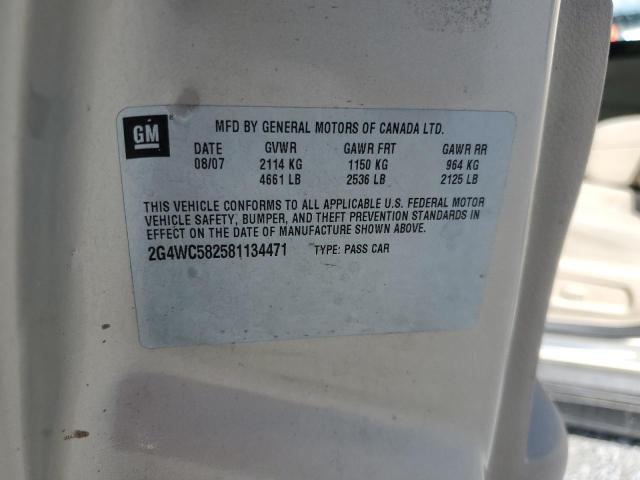 GM ® MFD BY GENERAL MOTORS OF CANADA LTD.
DATE GVWR GAWR FRT GAWR RR
08/07 2114 KG 1150 KG 964 KG
4661 LB 2536 LB 2125 LB
THIS VEHICLE CONFORMS TO ALL APPLICABLE U.S. FEDERAL MOTOR
VEHICLE SAFETY, BUMPER, AND THEFT PREVENTION STANDARDS IN
EFFECT ON THE DATE OF MANUFACTURE SHOWN ABOVE.
2G4WC582581134471 TYPE: PASS CAR